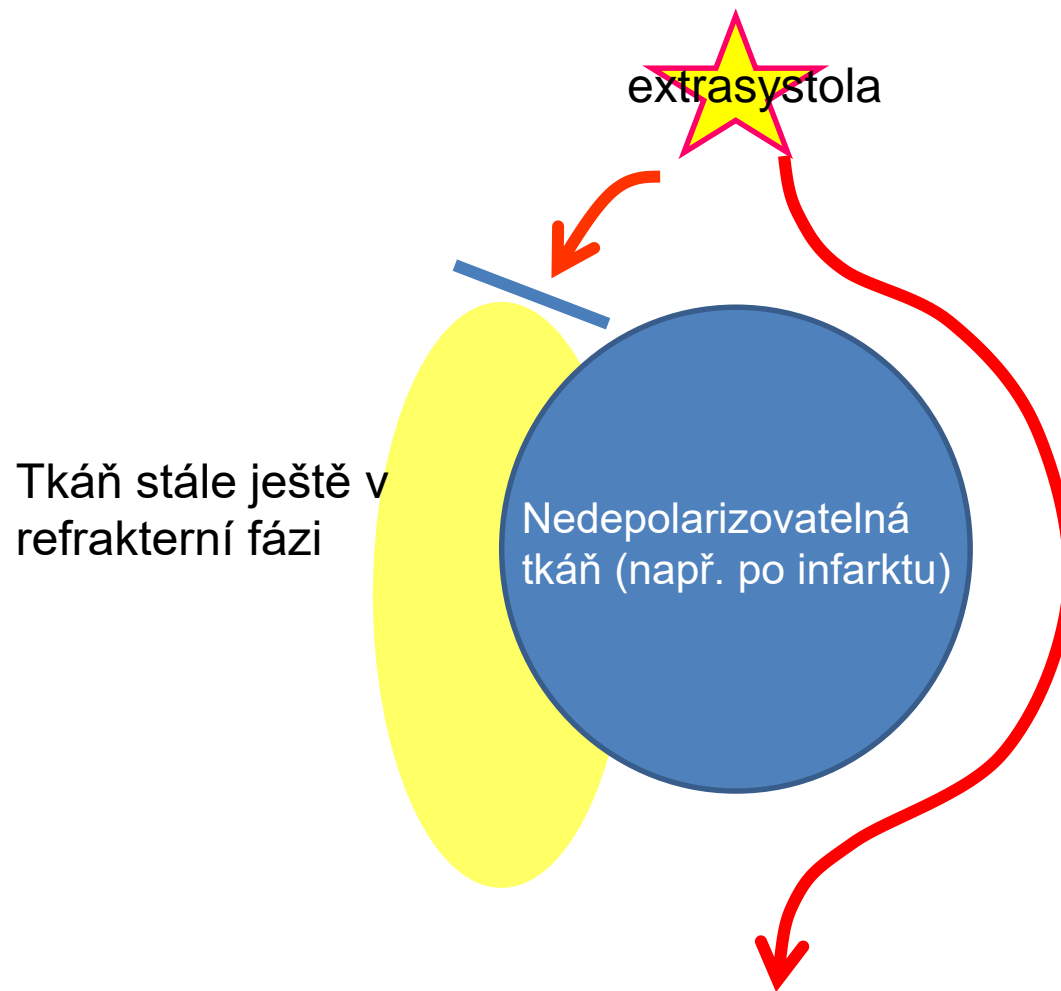 extrasystola
Tkáň stále ještě v
refrakterní fázi
Nedepolarizovatelná
tkáň (např. po infarktu)